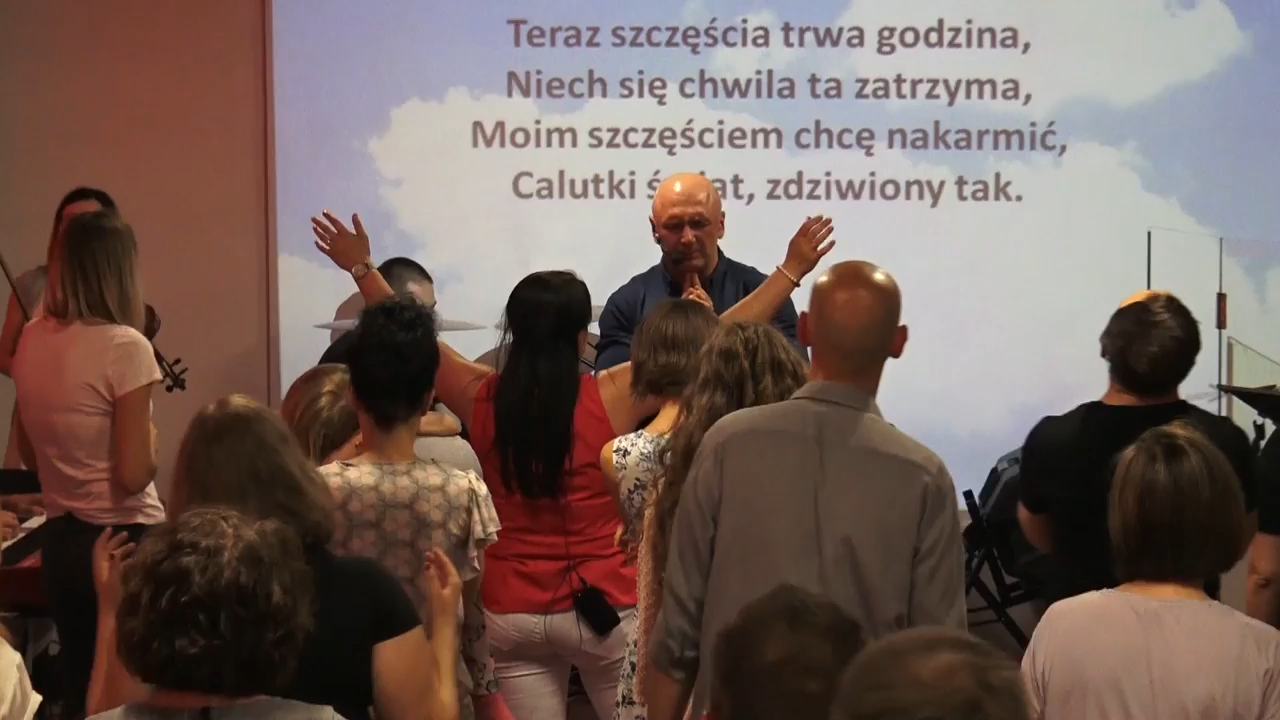 Teraz szczęścia trwa godzina,
Niech się chwila ta zatrzyma,
Moim szczęściem chcę nakarmić,
Calutki zdziwiony tak.